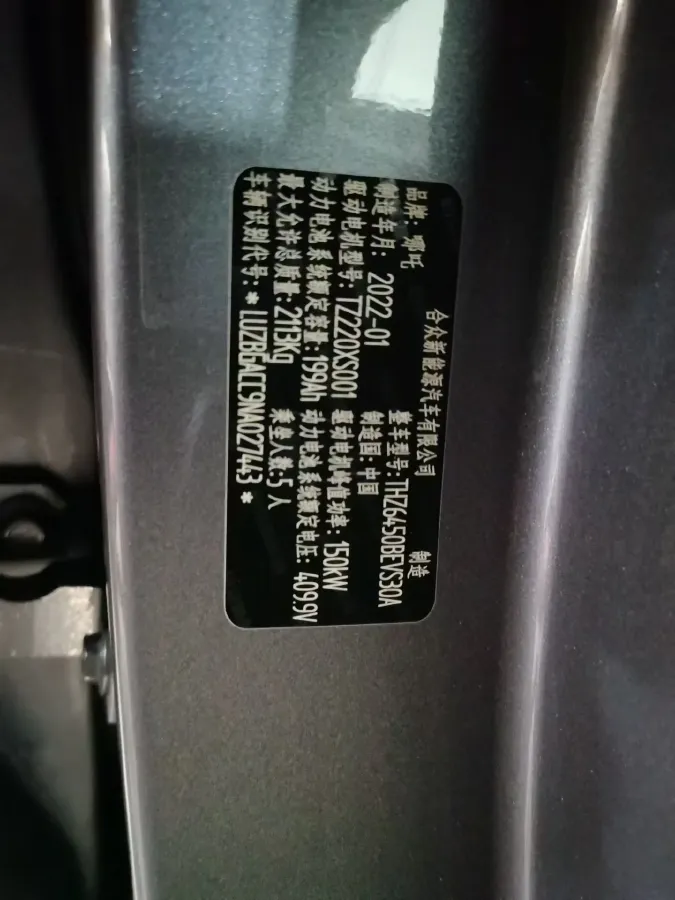 合众新能源汽车有限公司 制造
品牌: 哪吒 整车型号: THZ6450BEVS30A
制造年月: 2022-01 制造国: 中国
驱动电机型号: TZ220XS001 驱动电机峰值功率: 150KW
动力电池系统额定容量: 199Ah 动力电池系统额定电压: 409.9V
最大允许总质量: 2113Kg 乘坐人数: 5 人
车辆识别代号: * LUZB6ACC9NA027443 *